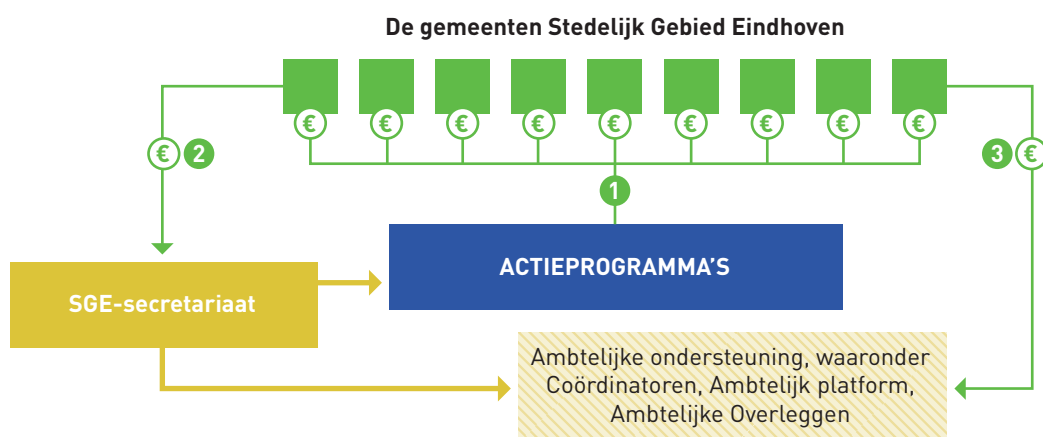 De gemeenten Stedelijk Gebied Eindhoven
€ € € € € € € € €
€ 2
3 €
1
ACTIEPROGRAMMA'S
SGE-secretariaat
Ambtelijke ondersteuning, waaronder
Coördinatoren, Ambtelijk platform,
Ambtelijke Overleggen